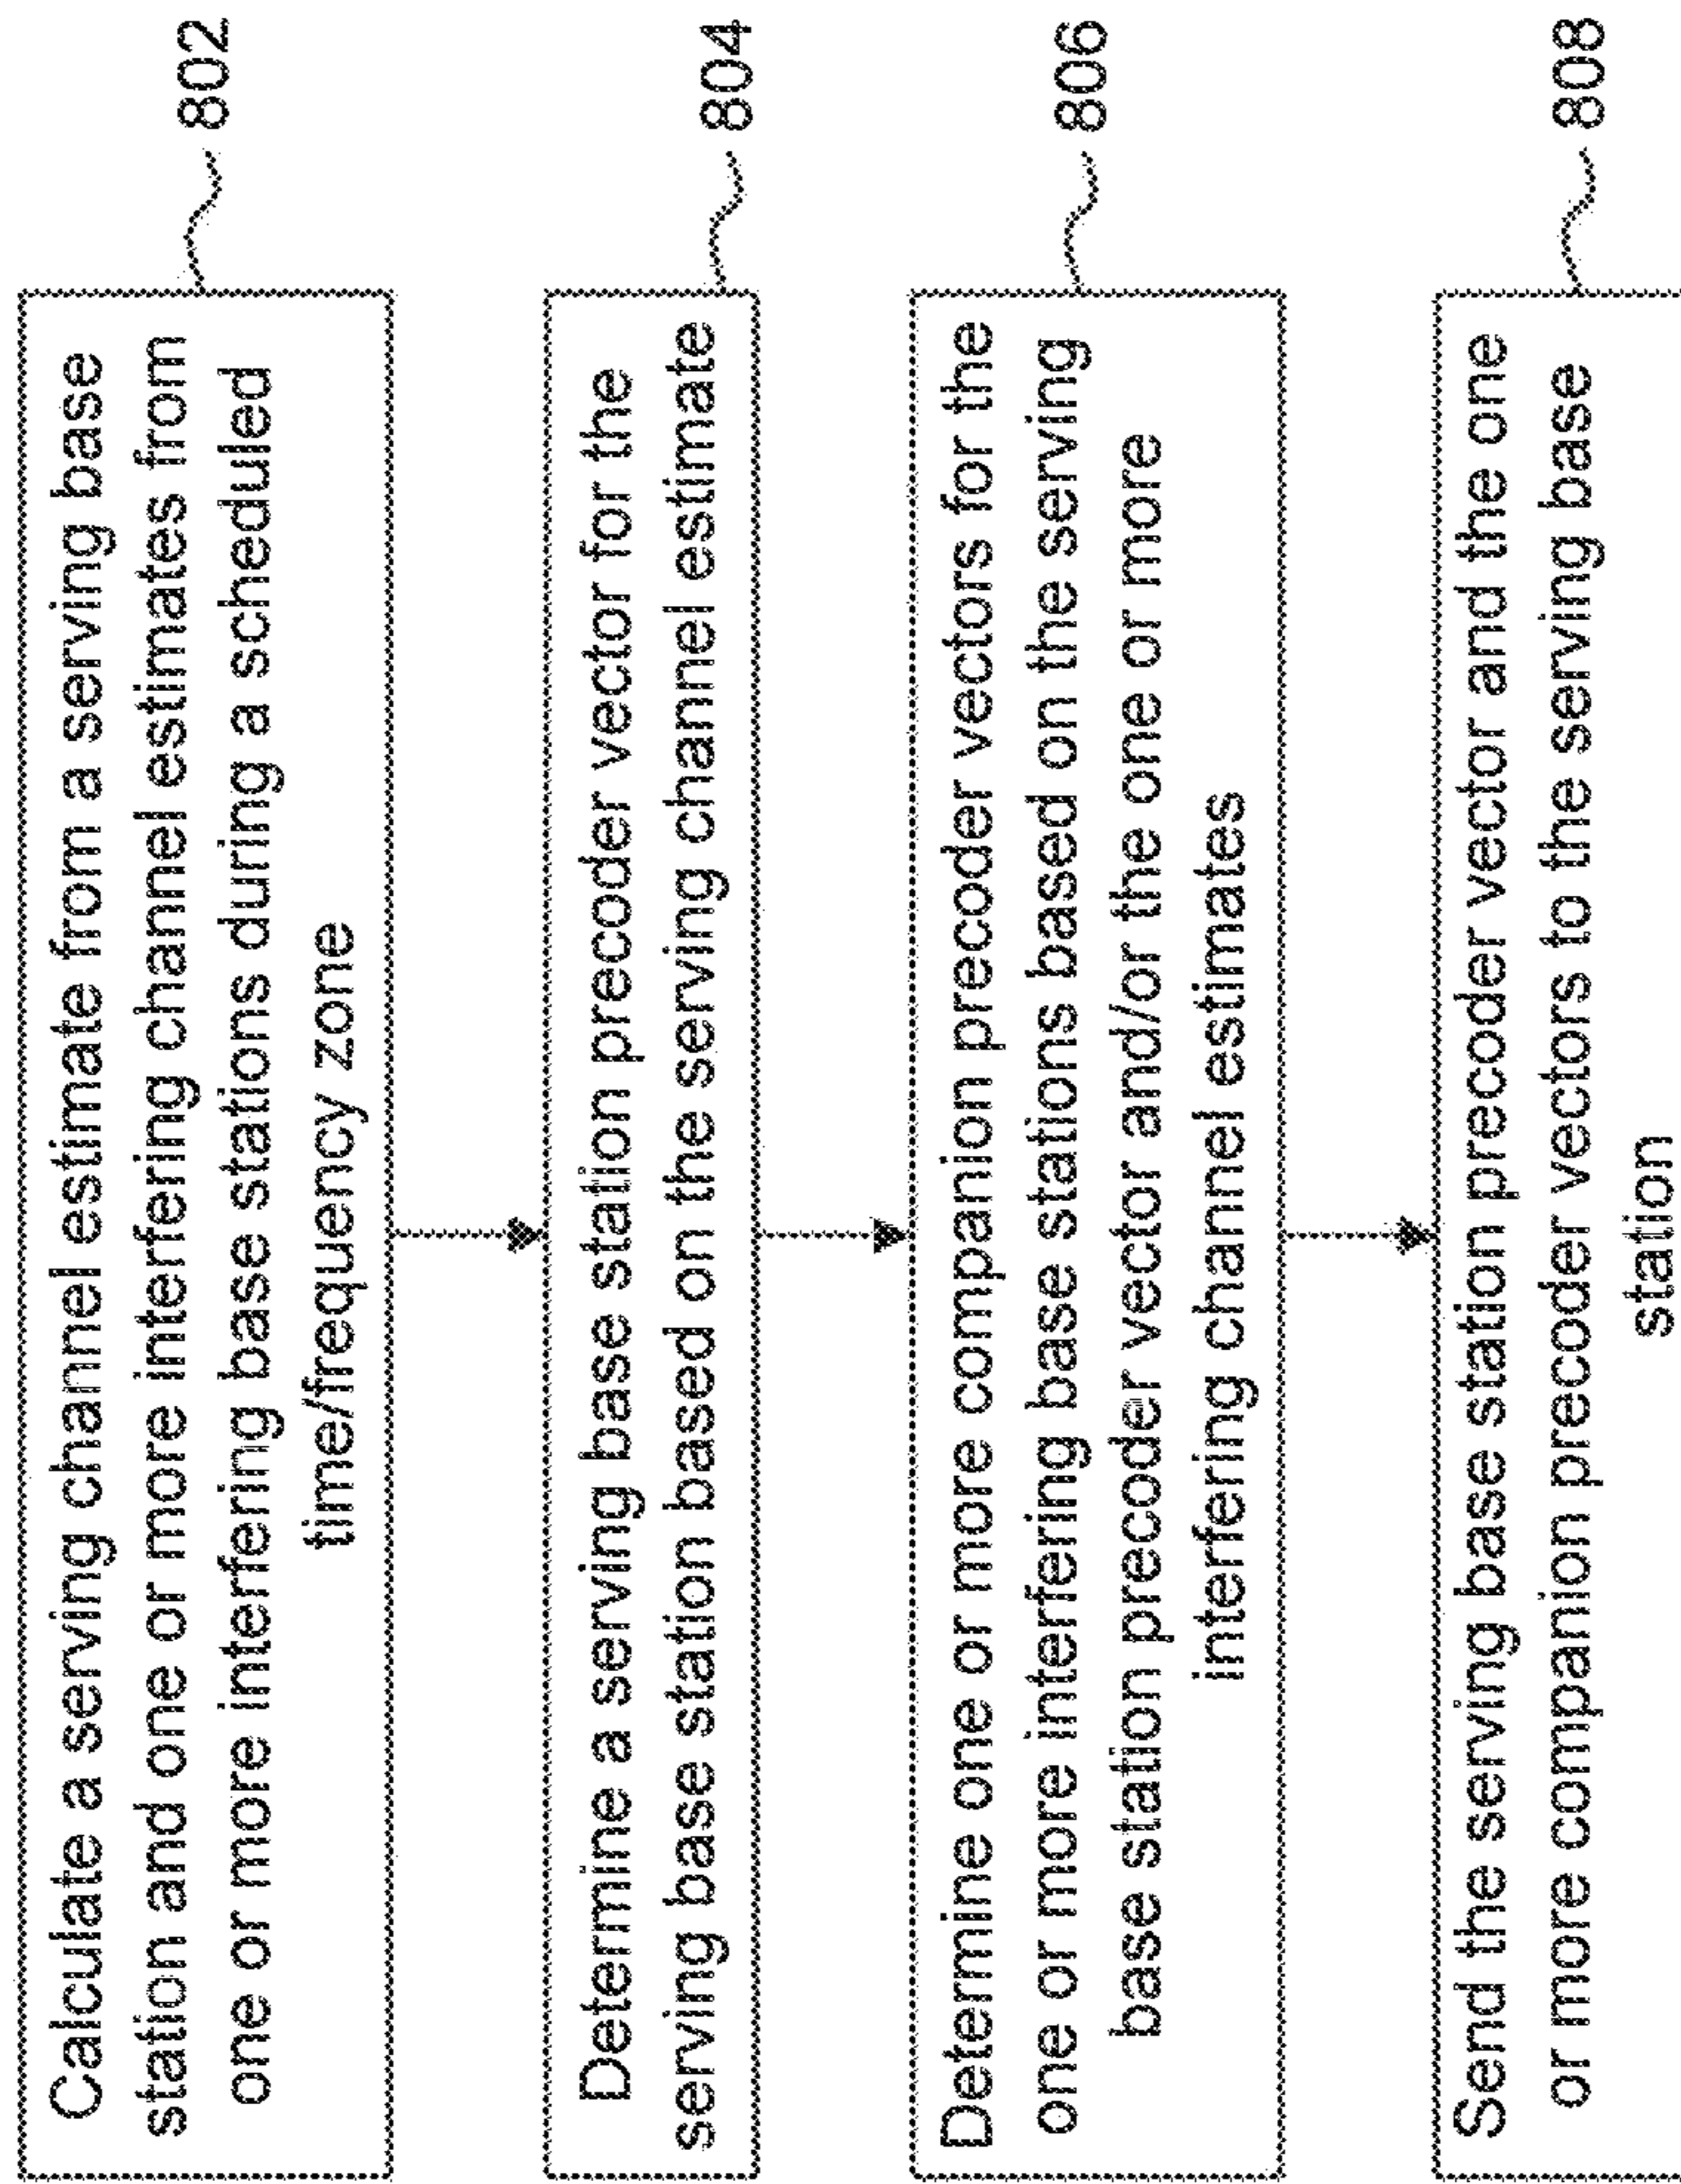 Calculate a serving channel estimate from a serving base
station and one or more interfering channel estimates from
one or more interfering base stations during a scheduled
time/frequency zone
802
Determine a serving base station precoder vector for the
serving base station based on the serving channel estimate
804
Determine one or more companion precoder vectors for the
one or more interfering base stations based on the serving
base station precoder vector and/or the one or more
interfering channel estimates
806
Send the serving base station precoder vector and the one
or more companion precoder vectors to the serving base
station
808